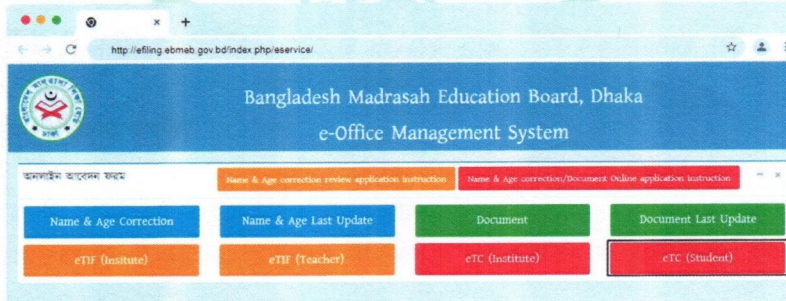 http://efiling.ebmeb.gov.bd/index.php/eservice/
Bangladesh Madrasah Education Board, Dhaka
e-Office Management System
অনলাইন আবেদন ফরম
Name & Age correction review application instruction
Name & Age correction/Document Online application instruction
Name & Age Correction
Name & Age Last Update
Document
Document Last Update
eTIF (Insitute)
eTIF (Teacher)
eTC (Institute)
eTC (Student)